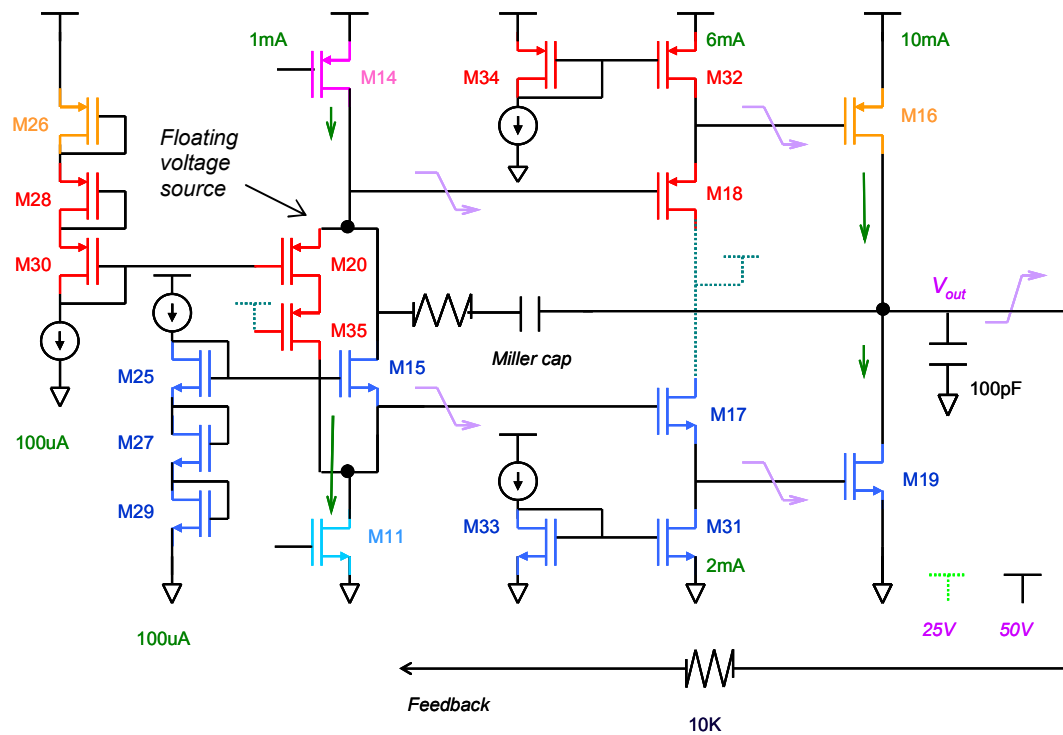 1mA
6mA
10mA
M14
M34
M32
M26
M16
Floating
voltage
source
M28
M18
M30
M20
V_out
M35
Miller cap
M25
M15
100pF
M17
100uA
M27
M19
M29
M33
M31
M11
2mA
100uA
25V
50V
Feedback
10K